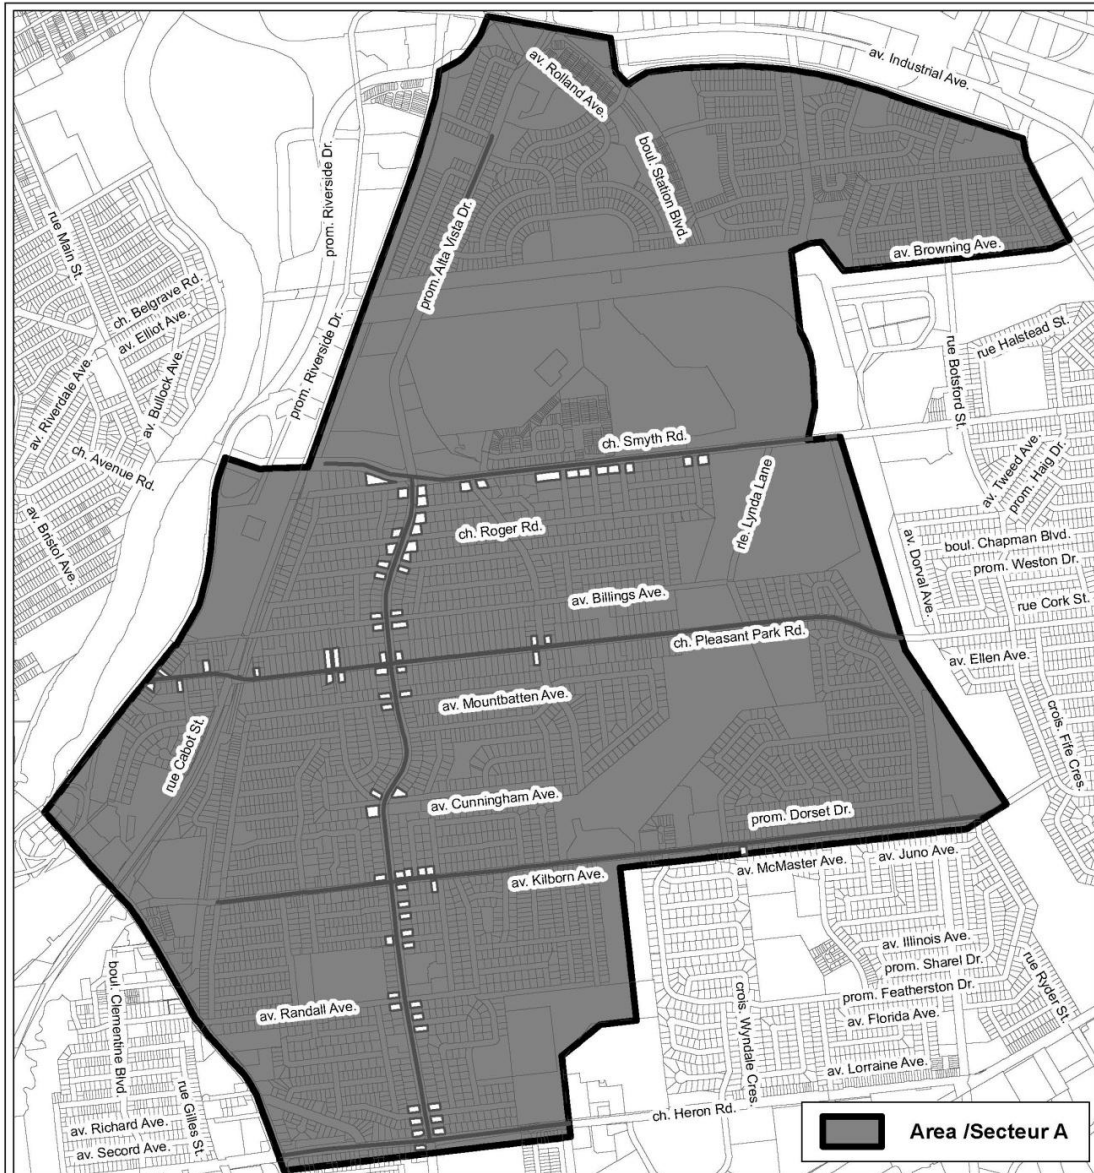 av. Industrial Ave.
av. Rolland Ave.
boul. Station Blvd.
prom. Riverside Dr.
rue Main St.
prom. Alta Vista Dr.
av. Browning Ave.
ch. Belgrave Rd.
av. Elliot Ave.
prom. Riverside Dr.
rue Halstead St.
rue Botsford St.
av. Riverdale Ave.
av. Bullock Ave.
ch. Avenue Rd.
ch. Smyth Rd.
av. Tweed Ave.
prom. Haig Dr.
rle. Lynda Lane
av. Bristol Ave.
ch. Roger Rd.
boul. Chapman Blvd.
av. Dorval Ave.
prom. Weston Dr.
av. Billings Ave.
rue Cork St.
ch. Pleasant Park Rd.
av. Ellen Ave.
av. Mountbatten Ave.
crois. Fife Cres.
rue Cabot St.
av. Cunningham Ave.
prom. Dorset Dr.
av. McMaster Ave.
av. Juno Ave.
av. Kilborn Ave.
av. Illinois Ave.
prom. Sharel Dr.
rue Ryder St.
boul. Clementine Blvd.
prom. Featherston Dr.
av. Randall Ave.
crois. Wyndale Cres.
av. Florida Ave.
av. Lorraine Ave.
rue Gilles St.
ch. Heron Rd.
av. Richard Ave.
av. Secord Ave.
Area /Secteur A